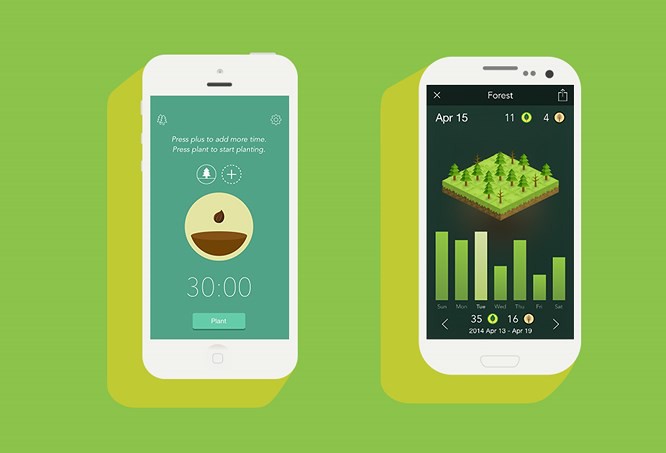 Press plus to add more time.
Press plant to start planting.
30:00
Plant
Forest
Apr 15
11
4
Sun Mon Tue Wed Thu Fri Sat
35
16
2014 Apr 13 - Apr 19